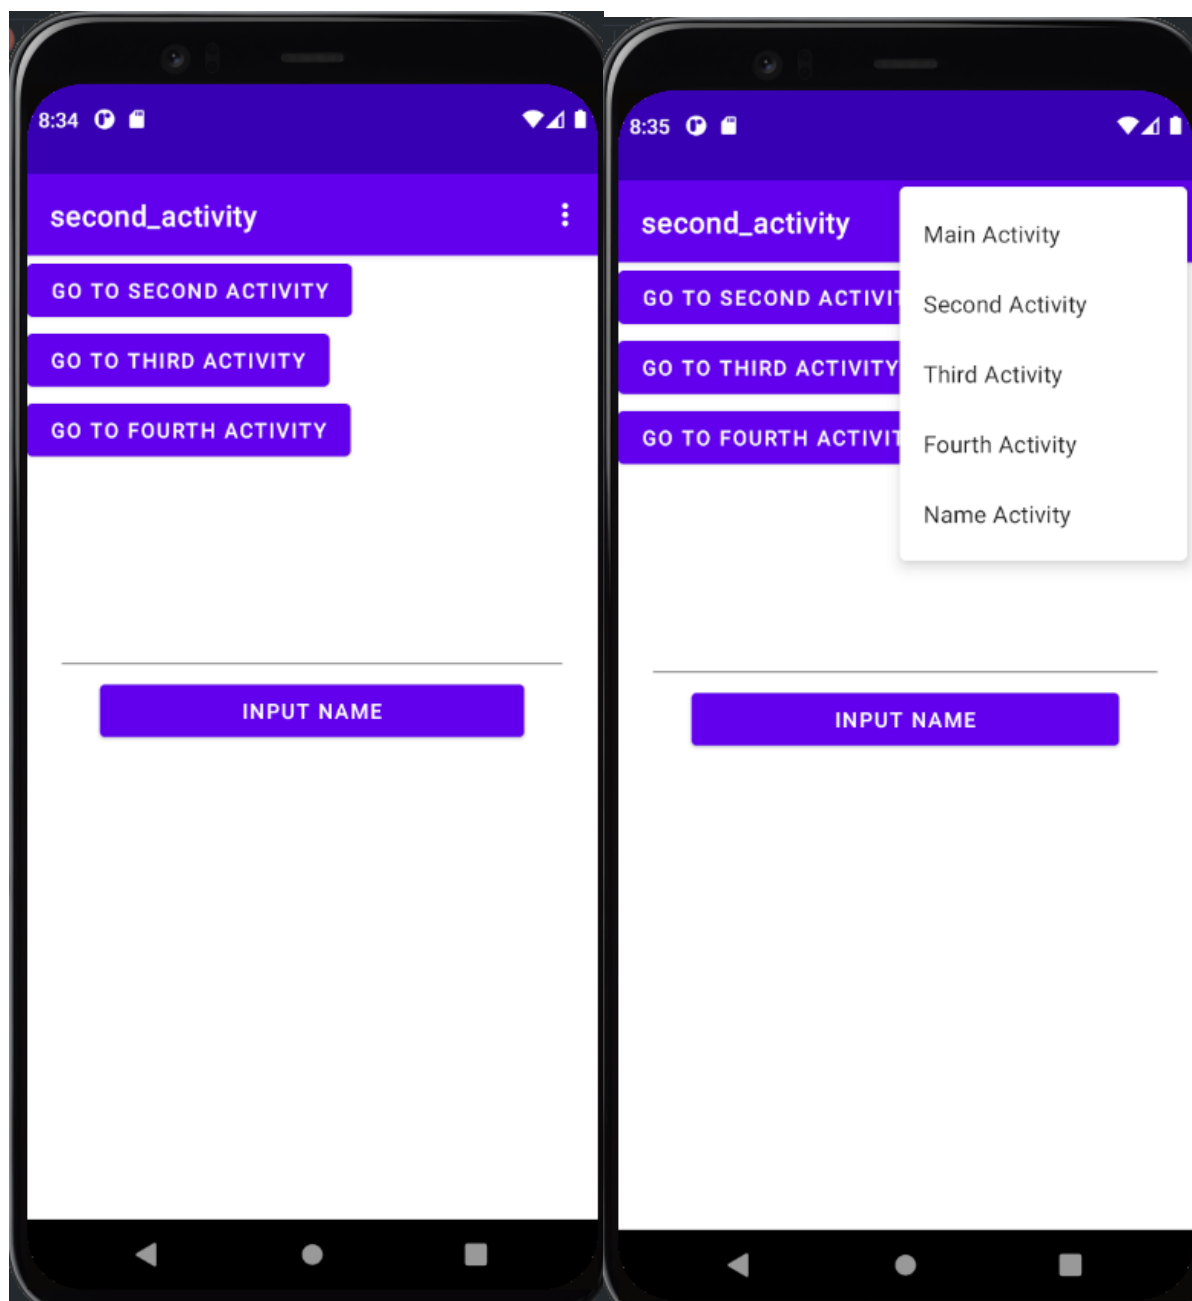 8:34
second_activity
GO TO SECOND ACTIVITY
GO TO THIRD ACTIVITY
GO TO FOURTH ACTIVITY
INPUT NAME
8:35
second_activity
GO TO SECOND ACTIVIT
GO TO THIRD ACTIVITY
GO TO FOURTH ACTIVIT
Main Activity
Second Activity
Third Activity
Fourth Activity
Name Activity
INPUT NAME